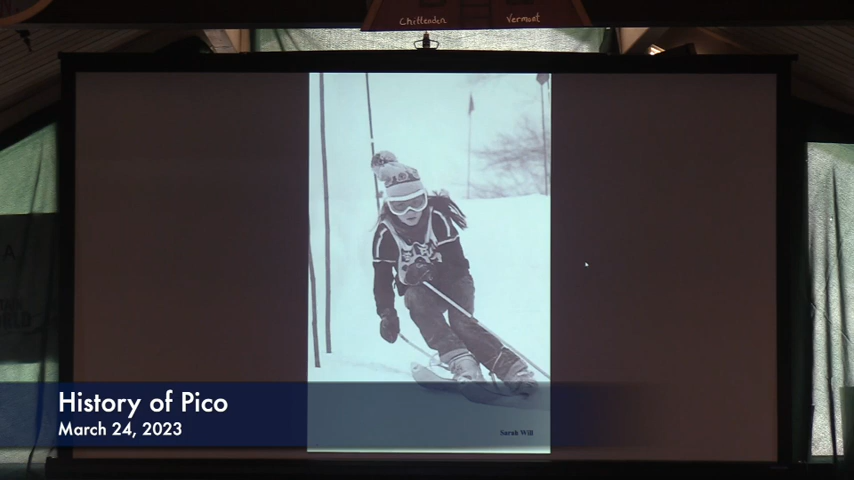 Chittenden
Vermont
History of Pico
March 24, 2023
Sarah Will